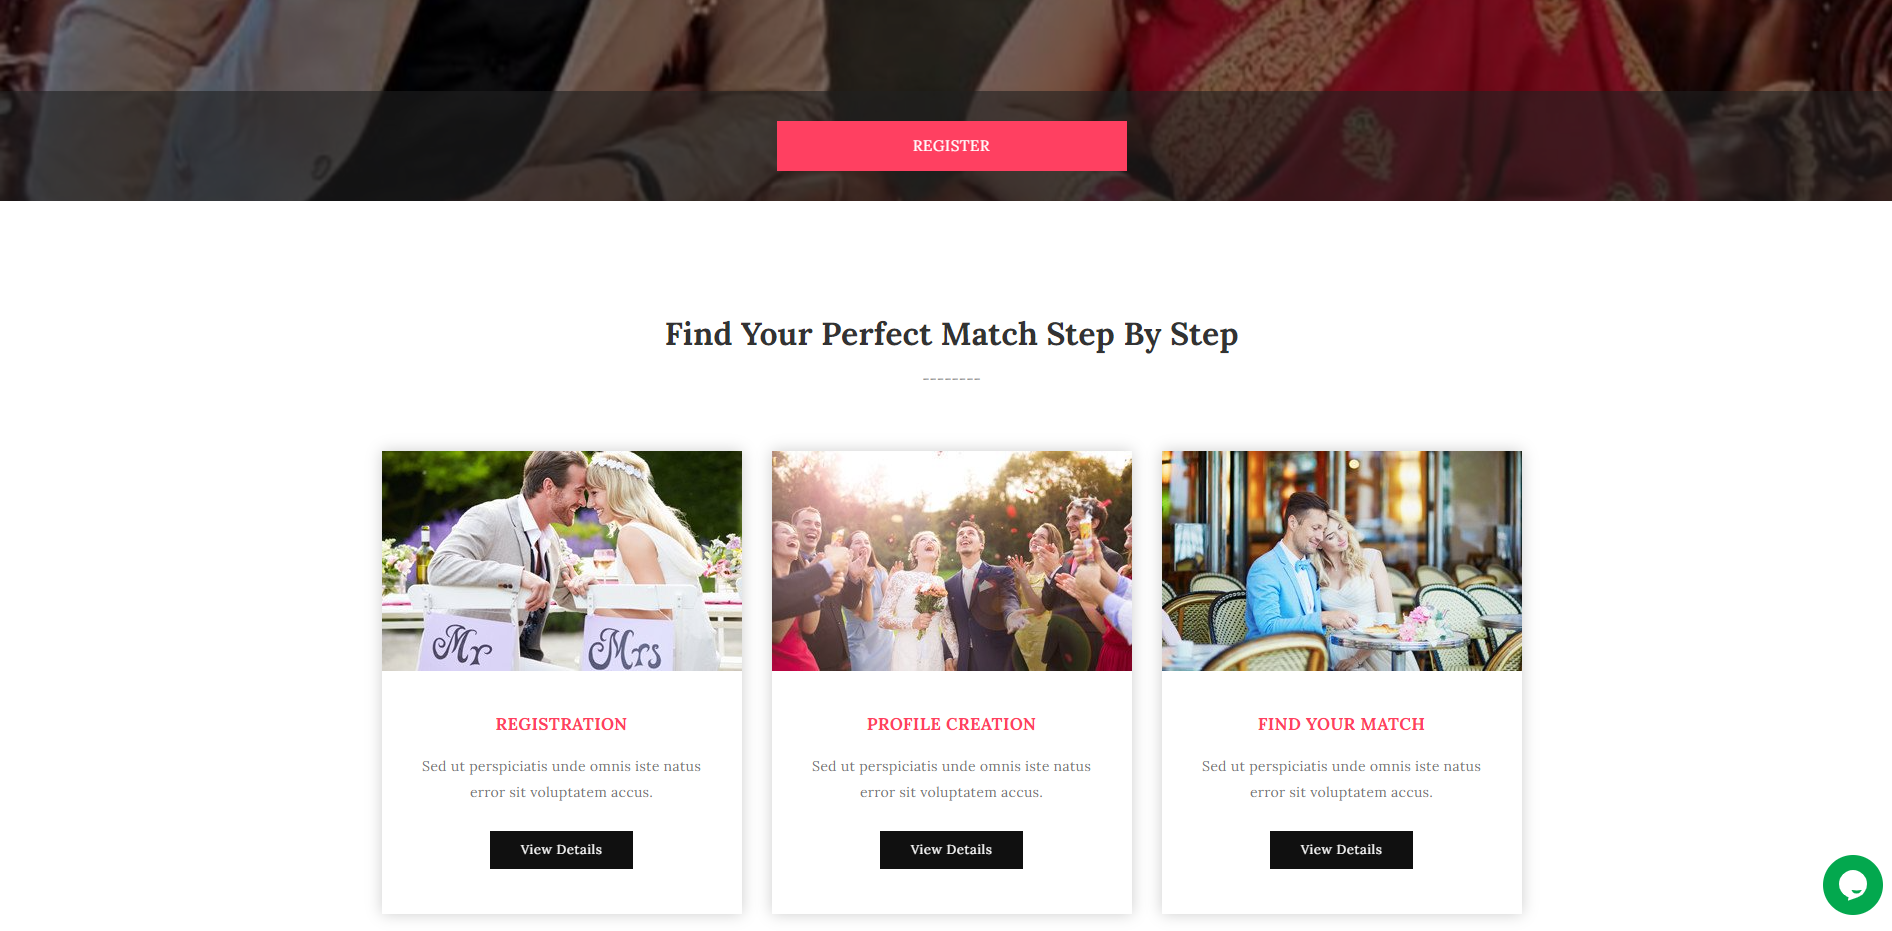 REGISTER
Find Your Perfect Match Step By Step
--------
Mr
Mrs
REGISTRATION
Sed ut perspiciatis unde omnis iste natus
error sit voluptatem accus.
View Details
PROFILE CREATION
Sed ut perspiciatis unde omnis iste natus
error sit voluptatem accus.
View Details
FIND YOUR MATCH
Sed ut perspiciatis unde omnis iste natus
error sit voluptatem accus.
View Details